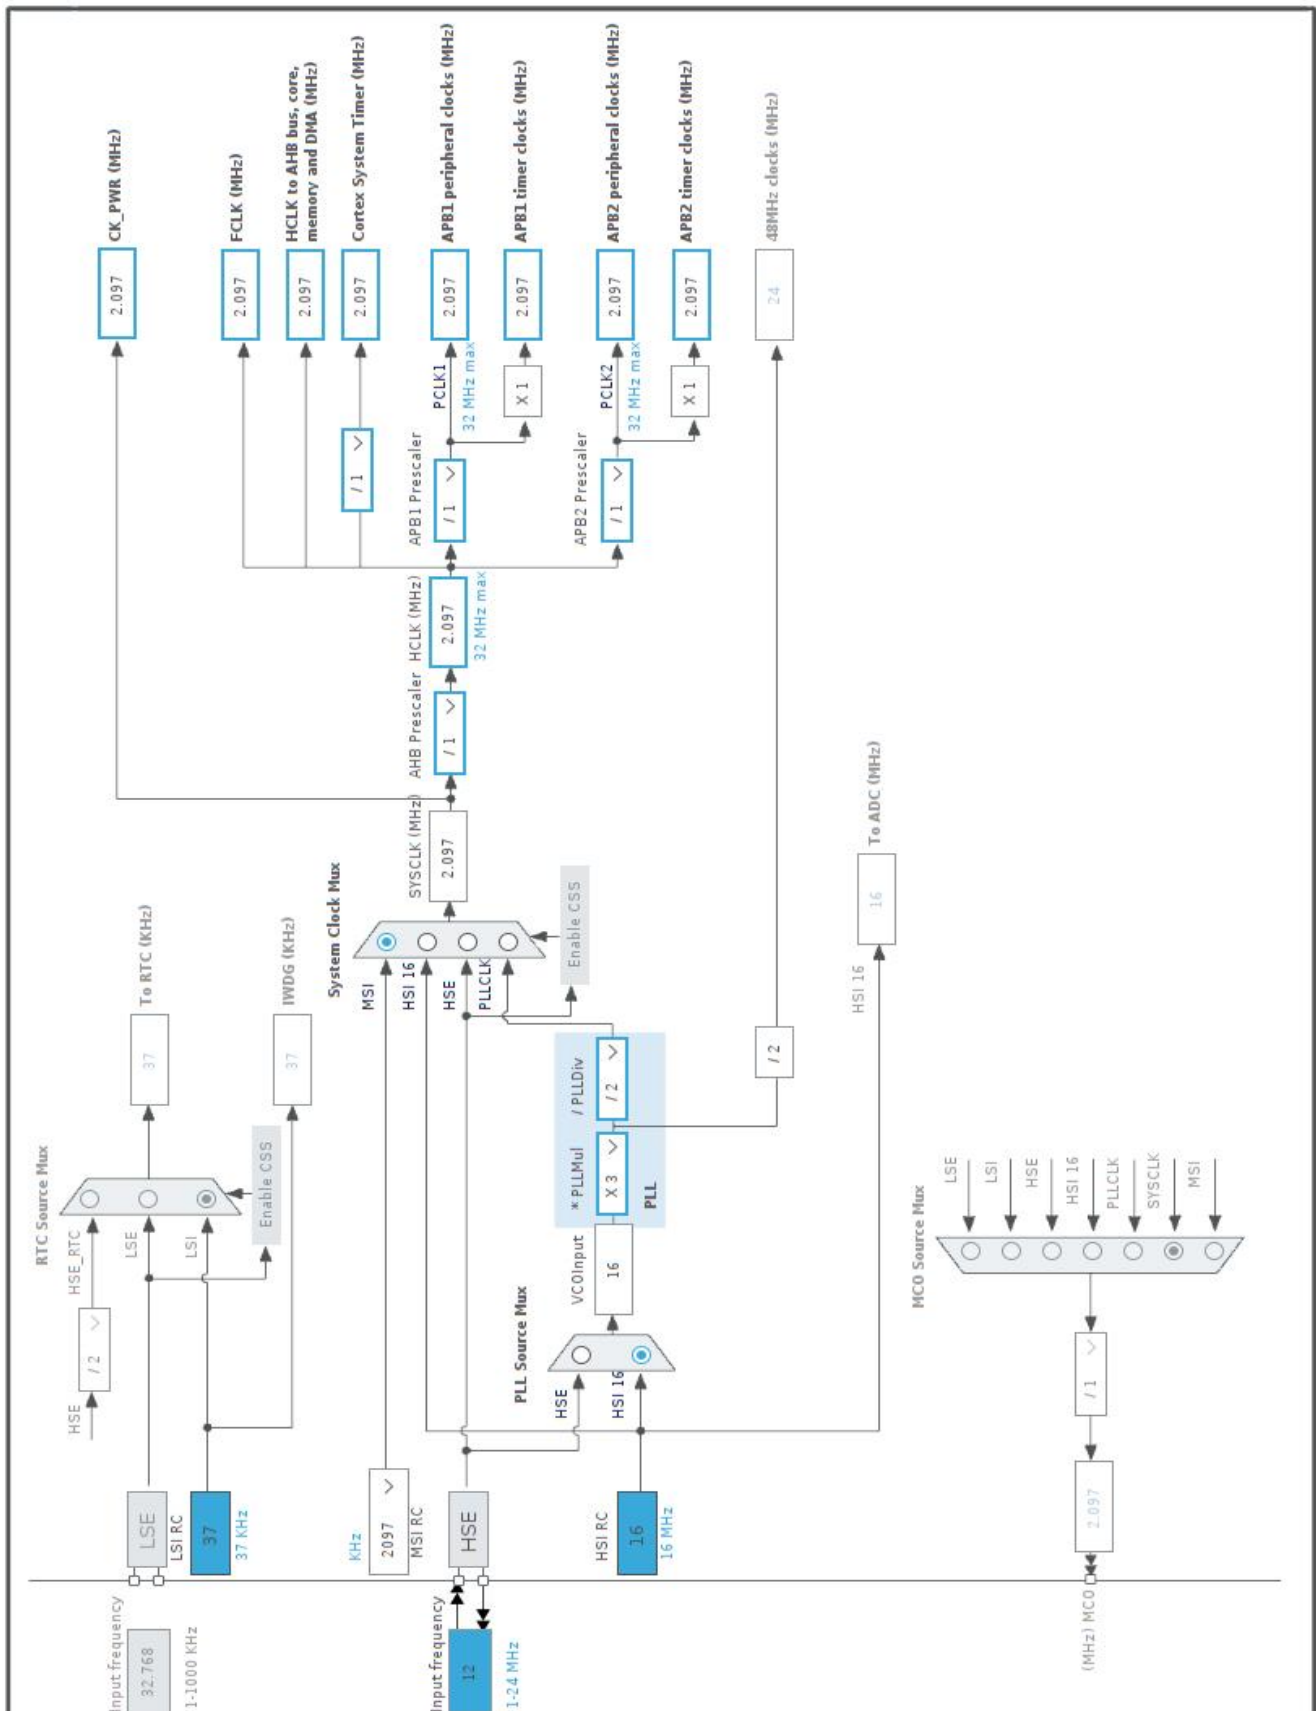 RTC Source Mux
HSE
/ 2
HSE_RTC
LSE
LSI
To RTC (KHz)
37
Enable CSS
IWDG (KHz)
37
Input frequency
32.768
1-1000 KHz
LSE
LSI RC
37
37 KHz
System Clock Mux
MSI
HSI 16
HSE
PLLCLK
Enable CSS
KHz
2097
MSI RC
Input frequency
12
1-24 MHz
HSE
HSI RC
16
16 MHz
PLL Source Mux
HSE
HSI 16
VCOInput
16
* PLLMul
X 3
/ PLLDiv
/ 2
PLL
SYSCLK (MHz)
2.097
AHB Prescaler
/ 1
HCLK (MHz)
2.097
32 MHz max
CK_PWR (MHz)
2.097
FCLK (MHz)
2.097
HCLK to AHB bus, core,
memory and DMA (MHz)
2.097
Cortex System Timer (MHz)
/ 1
2.097
APB1 Prescaler
/ 1
PCLK1
32 MHz max
2.097
APB1 peripheral clocks (MHz)
X 1
2.097
APB1 timer clocks (MHz)
APB2 Prescaler
/ 1
PCLK2
32 MHz max
2.097
APB2 peripheral clocks (MHz)
X 1
2.097
APB2 timer clocks (MHz)
/ 2
24
48MHz clocks (MHz)
HSI 16
16
To ADC (MHz)
MCO Source Mux
LSE
LSI
HSE
HSI 16
PLLCLK
SYSCLK
MSI
/ 1
2.097
(MHz) MCO